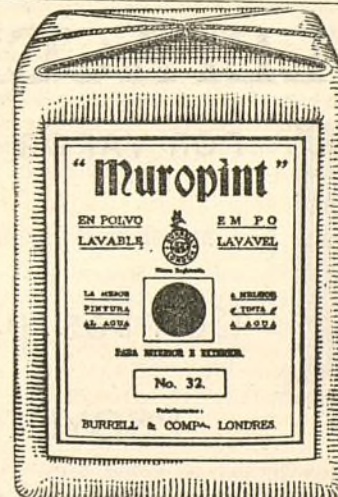 "Muropint"
EN POLVO
LAVABLE
EM PO
LAVAVEL
LA MEJOR
PINTURA
AL AGUA
A MELHOR
TINTA
A AGUA
PARA INTERIOR E EXTERIOR.
No. 32.
BURRELL & COMPA. LONDRES.